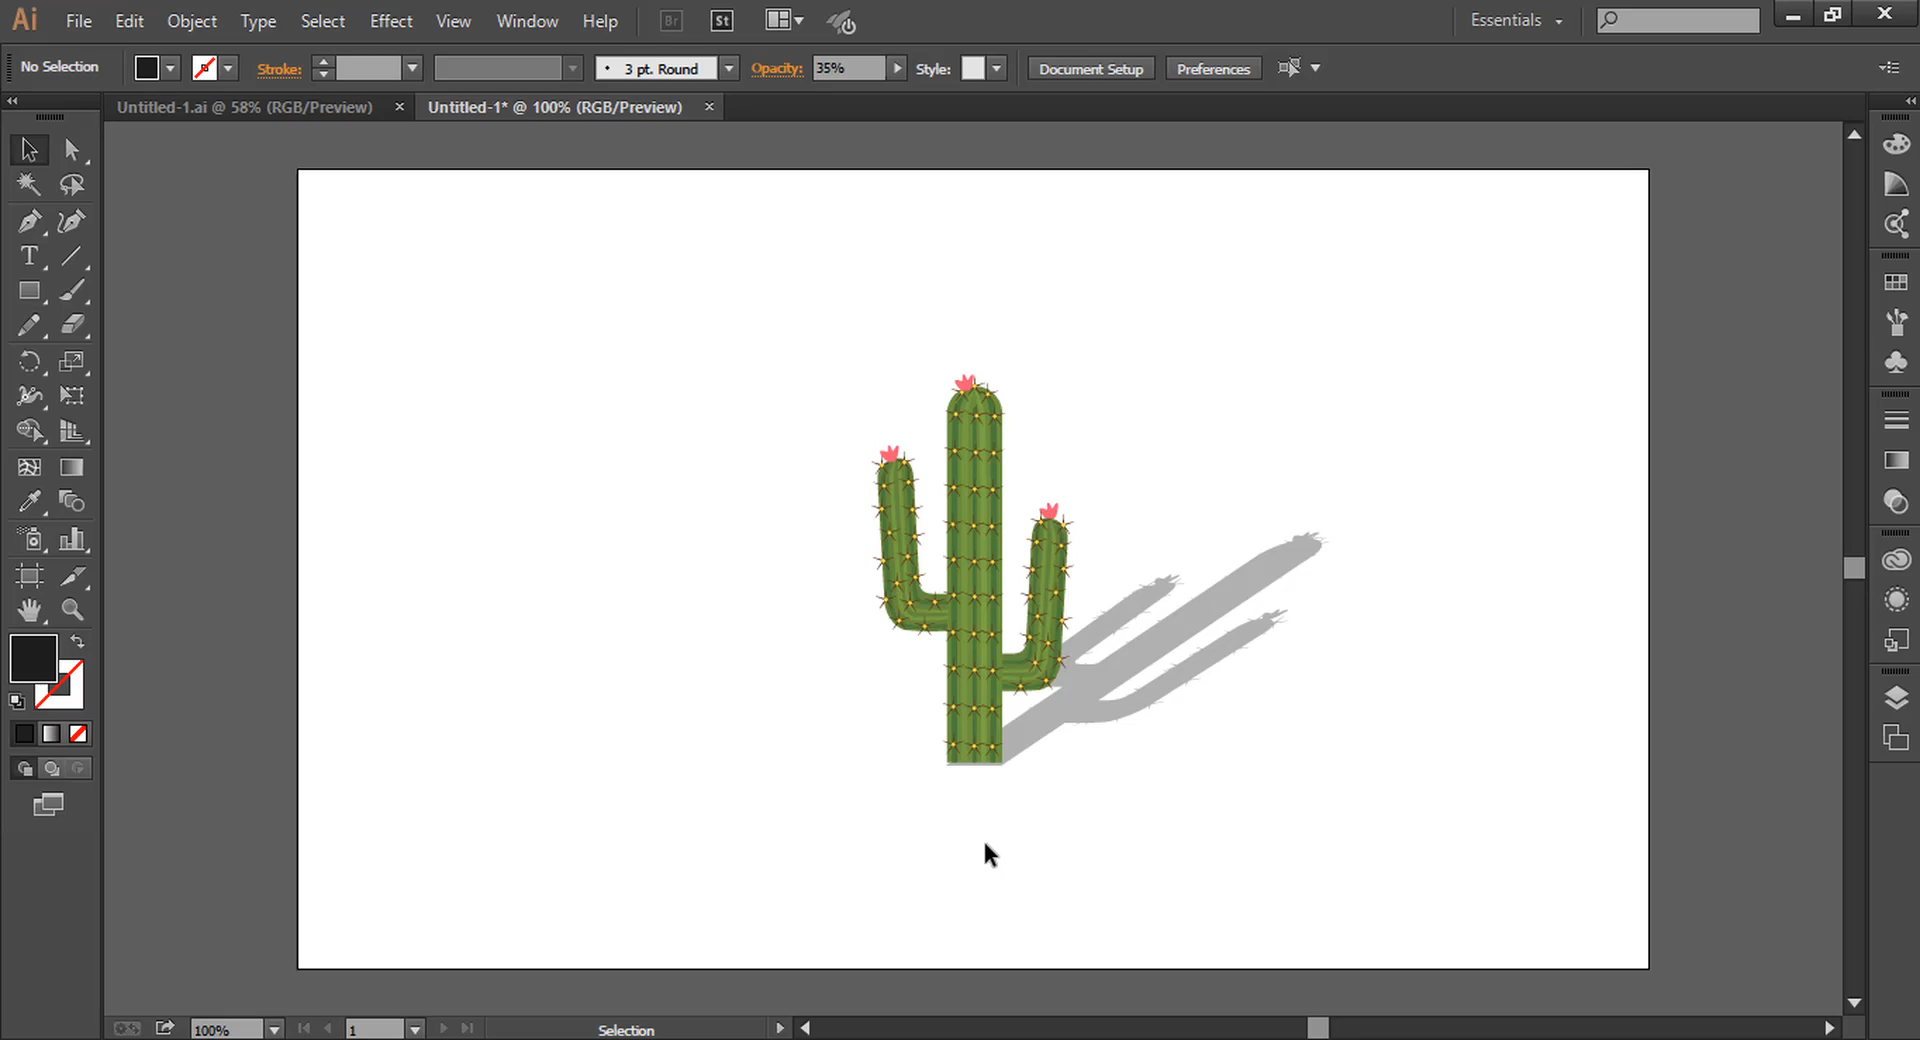 Ai File Edit Object Type Select Effect View Window Help Br St Essentials
No Selection Stroke: • 3 pt. Round Opacity: 35% Style: Document Setup Preferences
Untitled-1.ai @ 58% (RGB/Preview) × Untitled-1* @ 100% (RGB/Preview) ×
T
100% 1 Selection